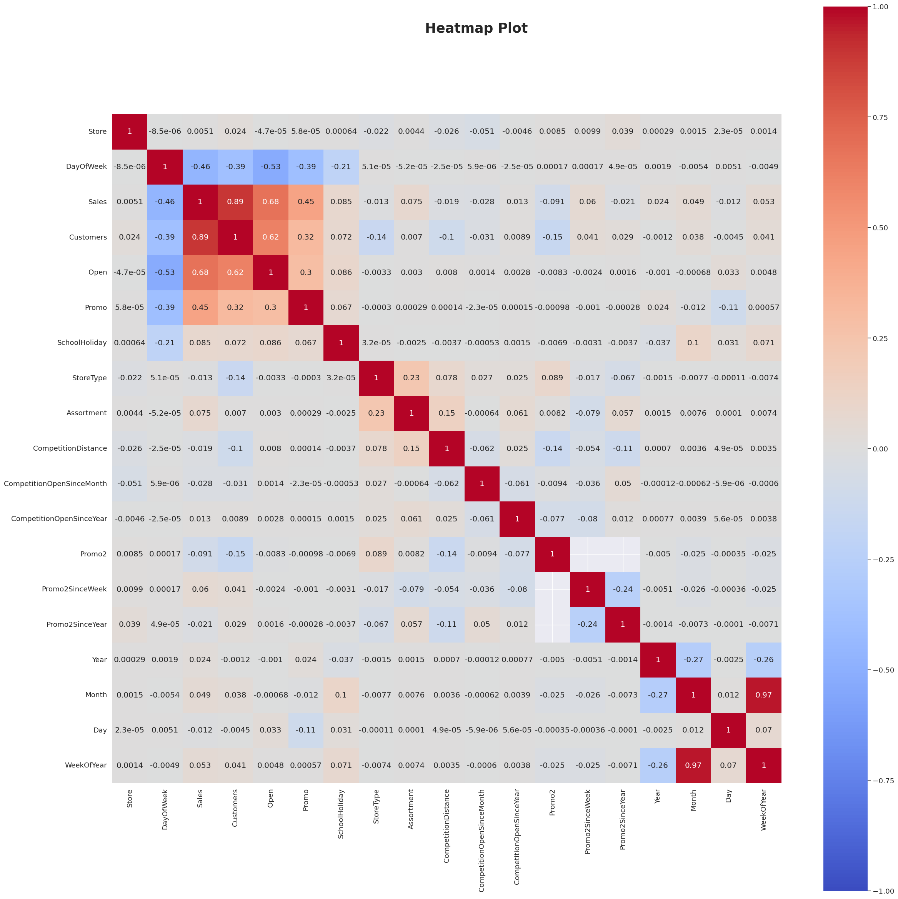 Heatmap Plot
1.00
0.75
0.50
0.25
0.00
−0.25
−0.50
−0.75
−1.00
Store 1 -8.5e-06 0.0051 0.024 -4.7e-05 5.8e-05 0.00064 -0.022 0.0044 -0.026 -0.051 -0.0046 0.0085 0.0099 0.039 0.00029 0.0015 2.3e-05 0.0014
DayOfWeek -8.5e-06 1 -0.46 -0.39 -0.53 -0.39 -0.21 5.1e-05 -5.2e-05 -2.5e-05 5.9e-06 -2.5e-05 0.00017 0.00017 4.9e-05 0.0019 -0.0054 0.0051 -0.0049
Sales 0.0051 -0.46 1 0.89 0.68 0.45 0.085 -0.013 0.075 -0.019 -0.028 0.013 -0.091 0.06 -0.021 0.024 0.049 -0.012 0.053
Customers 0.024 -0.39 0.89 1 0.62 0.32 0.072 -0.14 0.007 -0.1 -0.031 0.0089 -0.15 0.041 0.029 -0.0012 0.038 -0.0045 0.041
Open -4.7e-05 -0.53 0.68 0.62 1 0.3 0.086 -0.0033 0.003 0.008 0.0014 0.0028 -0.0083 -0.0024 0.0016 -0.001 -0.00068 0.033 0.0048
Promo 5.8e-05 -0.39 0.45 0.32 0.3 1 0.067 -0.0003 0.00029 0.00014 -2.3e-05 0.00015 -0.00098 -0.001 -0.00028 0.024 -0.012 -0.11 0.00057
SchoolHoliday 0.00064 -0.21 0.085 0.072 0.086 0.067 1 3.2e-05 -0.0025 -0.0037 -0.00053 0.0015 -0.0069 -0.0031 -0.0037 -0.037 0.1 0.031 0.071
StoreType -0.022 5.1e-05 -0.013 -0.14 -0.0033 -0.0003 3.2e-05 1 0.23 0.078 0.027 0.025 0.089 -0.017 -0.067 -0.0015 -0.0077 -0.00011 -0.0074
Assortment 0.0044 -5.2e-05 0.075 0.007 0.003 0.00029 -0.0025 0.23 1 0.15 -0.00064 0.061 0.0082 -0.079 0.057 0.0015 0.0076 0.0001 0.0074
CompetitionDistance -0.026 -2.5e-05 -0.019 -0.1 0.008 0.00014 -0.0037 0.078 0.15 1 -0.062 0.025 -0.14 -0.054 -0.11 0.0007 0.0036 4.9e-05 0.0035
CompetitionOpenSinceMonth -0.051 5.9e-06 -0.028 -0.031 0.0014 -2.3e-05 -0.00053 0.027 -0.00064 -0.062 1 -0.061 -0.0094 -0.036 0.05 -0.00012 -0.00062 -5.9e-06 -0.0006
CompetitionOpenSinceYear -0.0046 -2.5e-05 0.013 0.0089 0.0028 0.00015 0.0015 0.025 0.061 0.025 -0.061 1 -0.077 -0.08 0.012 0.00077 0.0039 5.6e-05 0.0038
Promo2 0.0085 0.00017 -0.091 -0.15 -0.0083 -0.00098 -0.0069 0.089 0.0082 -0.14 -0.0094 -0.077 1 -0.005 -0.025 -0.00035 -0.025
Promo2SinceWeek 0.0099 0.00017 0.06 0.041 -0.0024 -0.001 -0.0031 -0.017 -0.079 -0.054 -0.036 -0.08 1 -0.24 -0.0051 -0.026 -0.00036 -0.025
Promo2SinceYear 0.039 4.9e-05 -0.021 0.029 0.0016 -0.00028 -0.0037 -0.067 0.057 -0.11 0.05 0.012 -0.24 1 -0.0014 -0.0073 -0.0001 -0.0071
Year 0.00029 0.0019 0.024 -0.0012 -0.001 0.024 -0.037 -0.0015 0.0015 0.0007 -0.00012 0.00077 -0.005 -0.0051 -0.0014 1 -0.27 -0.0025 -0.26
Month 0.0015 -0.0054 0.049 0.038 -0.00068 -0.012 0.1 -0.0077 0.0076 0.0036 -0.00062 0.0039 -0.025 -0.026 -0.0073 -0.27 1 0.012 0.97
Day 2.3e-05 0.0051 -0.012 -0.0045 0.033 -0.11 0.031 -0.00011 0.0001 4.9e-05 -5.9e-06 5.6e-05 -0.00035 -0.00036 -0.0001 -0.0025 0.012 1 0.07
WeekOfYear 0.0014 -0.0049 0.053 0.041 0.0048 0.00057 0.071 -0.0074 0.0074 0.0035 -0.0006 0.0038 -0.025 -0.025 -0.0071 -0.26 0.97 0.07 1
Store
DayOfWeek
Sales
Customers
Open
Promo
SchoolHoliday
StoreType
Assortment
CompetitionDistance
CompetitionOpenSinceMonth
CompetitionOpenSinceYear
Promo2
Promo2SinceWeek
Promo2SinceYear
Year
Month
Day
WeekOfYear